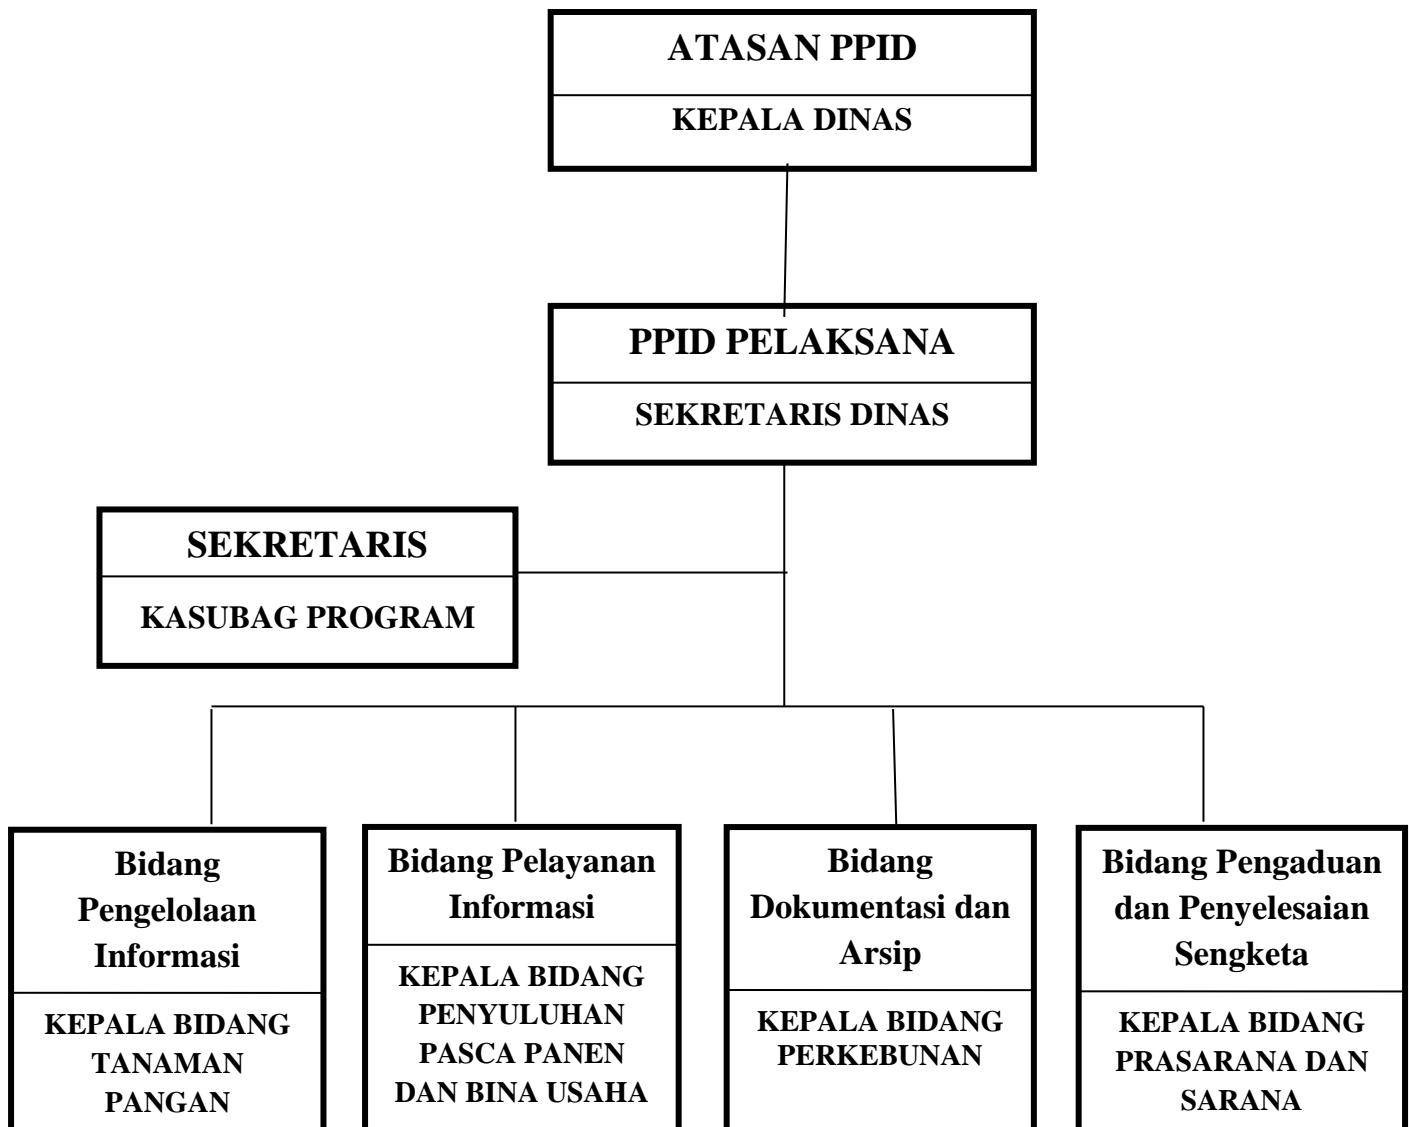 ATASAN PPID
KEPALA DINAS
PPID PELAKSANA
SEKRETARIS DINAS
SEKRETARIS
KASUBAG PROGRAM
Bidang
Pengelolaan
Informasi
KEPALA BIDANG
TANAMAN
PANGAN
Bidang Pelayanan
Informasi
KEPALA BIDANG
PENYULUHAN
PASCA PANEN
DAN BINA USAHA
Bidang
Dokumentasi dan
Arsip
KEPALA BIDANG
PERKEBUNAN
Bidang Pengaduan
dan Penyelesaian
Sengketa
KEPALA BIDANG
PRASARANA DAN
SARANA